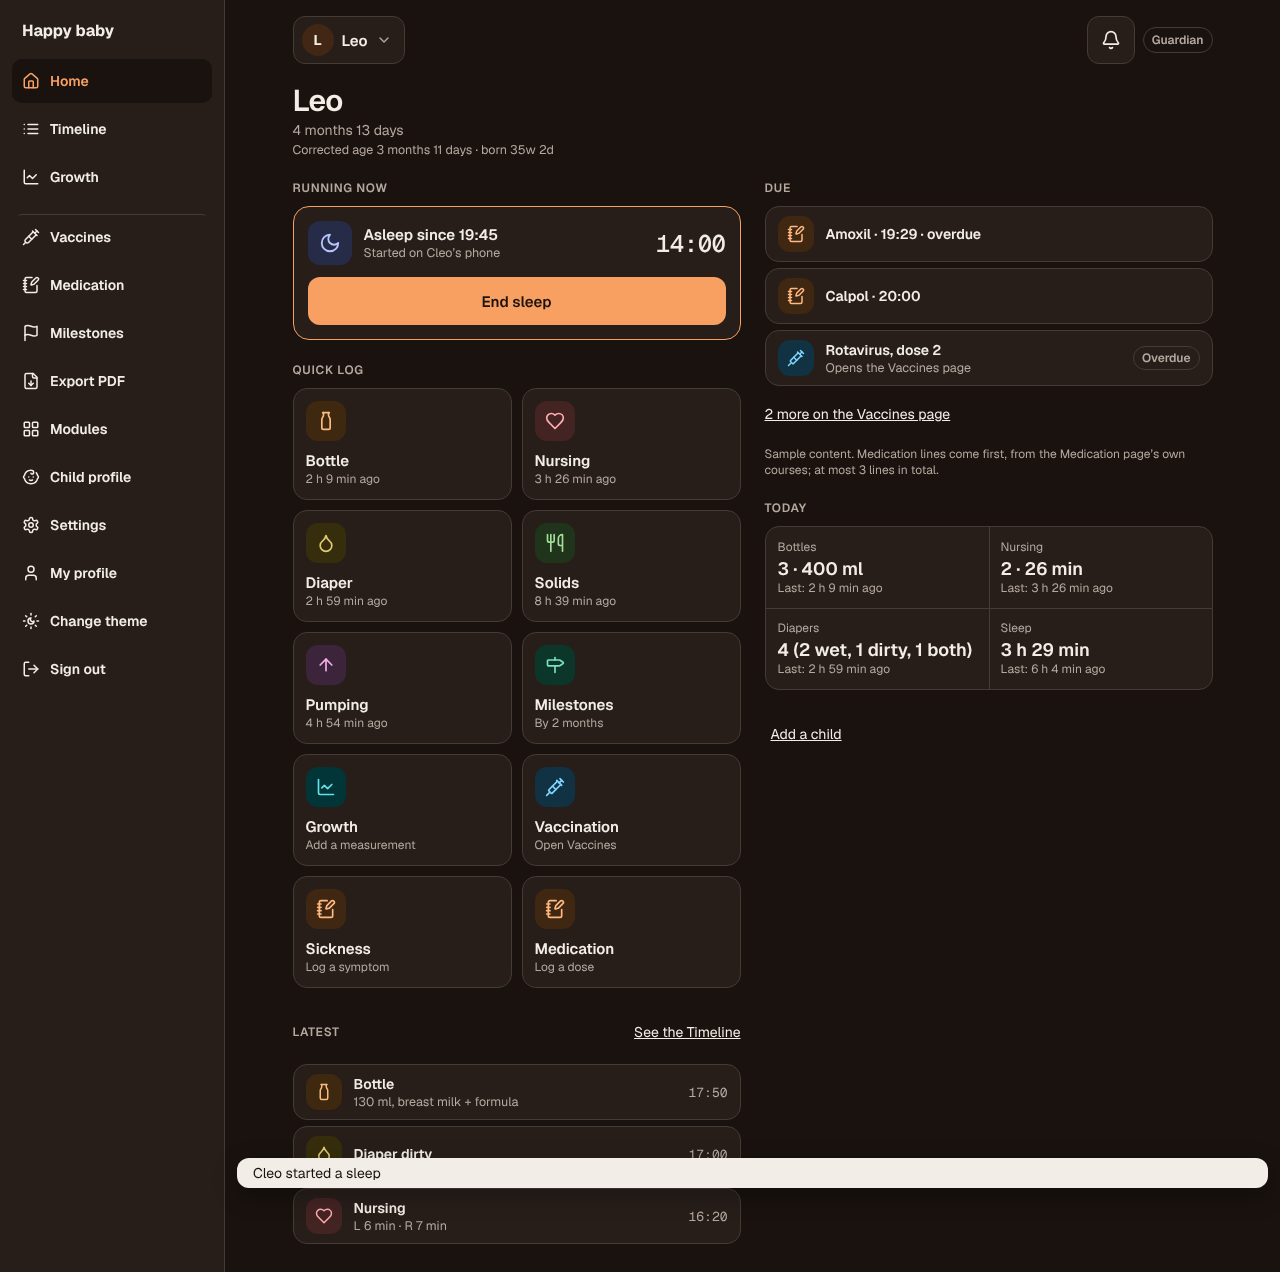 Happy baby
Home
Timeline
Growth
Vaccines
Medication
Milestones
Export PDF
Modules
Child profile
Settings
My profile
Change theme
Sign out
L Leo
Guardian
Leo
4 months 13 days
Corrected age 3 months 11 days · born 35w 2d
RUNNING NOW
Asleep since 19:45
Started on Cleo's phone
14:00
End sleep
QUICK LOG
Bottle
2 h 9 min ago
Nursing
3 h 26 min ago
Diaper
2 h 59 min ago
Solids
8 h 39 min ago
Pumping
4 h 54 min ago
Milestones
By 2 months
Growth
Add a measurement
Vaccination
Open Vaccines
Sickness
Log a symptom
Medication
Log a dose
LATEST
See the Timeline
Bottle
130 ml, breast milk + formula
17:50
Diaper dirty
17:00
Cleo started a sleep
Nursing
L 6 min · R 7 min
16:20
DUE
Amoxil · 19:29 · overdue
Calpol · 20:00
Rotavirus, dose 2
Opens the Vaccines page
Overdue
2 more on the Vaccines page
Sample content. Medication lines come first, from the Medication page's own
courses; at most 3 lines in total.
TODAY
Bottles
3 · 400 ml
Last: 2 h 9 min ago
Nursing
2 · 26 min
Last: 3 h 26 min ago
Diapers
4 (2 wet, 1 dirty, 1 both)
Last: 2 h 59 min ago
Sleep
3 h 29 min
Last: 6 h 4 min ago
Add a child